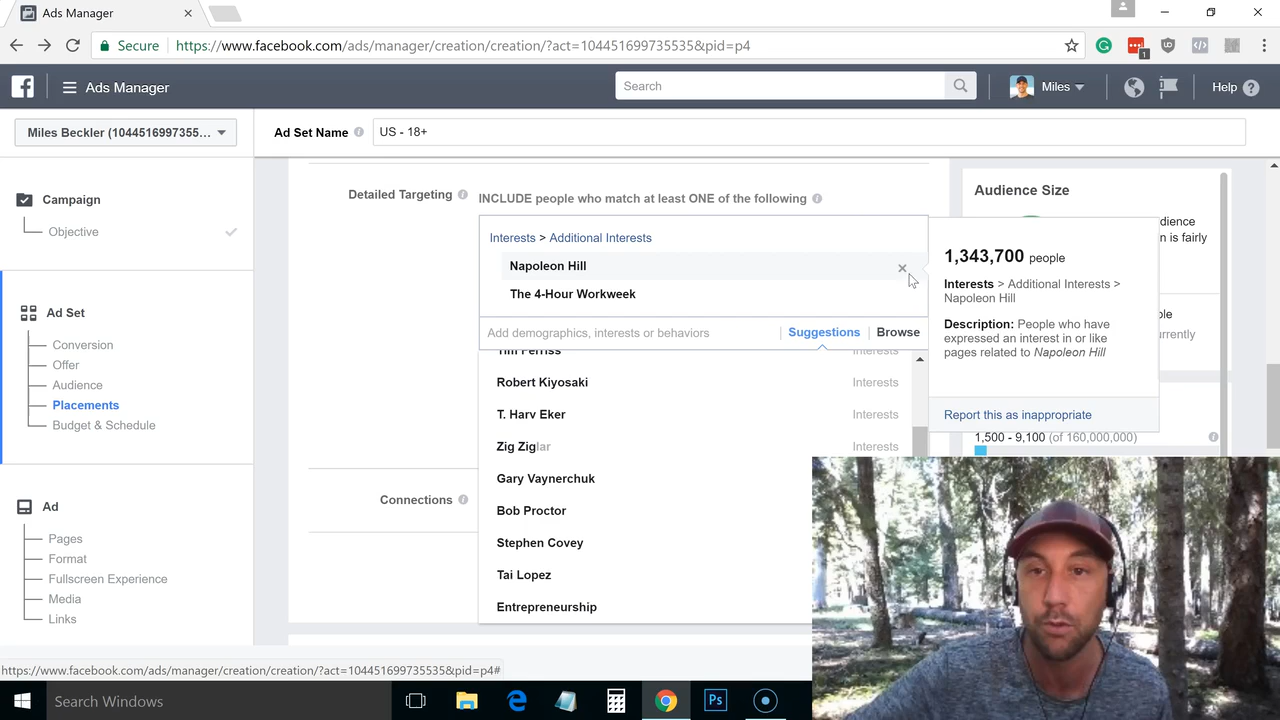 Ads Manager
Secure
https://www.facebook.com/ads/manager/creation/creation/?act=104451699735535&pid=p4
1
Ads Manager
Search
Miles
Help
Miles Beckler (1044516997355...
Ad Set Name
US - 18+
Campaign
Objective
Ad Set
Conversion
Offer
Audience
Placements
Budget & Schedule
Ad
Pages
Format
Fullscreen Experience
Media
Links
Detailed Targeting
INCLUDE people who match at least ONE of the following
Interests > Additional Interests
Napoleon Hill
The 4-Hour Workweek
Add demographics, interests or behaviors
Suggestions
Browse
Tim Ferriss Interests
Robert Kiyosaki Interests
T. Harv Eker Interests
Zig Ziglar Interests
Gary Vaynerchuk
Bob Proctor
Stephen Covey
Tai Lopez
Entrepreneurship
Connections
Audience Size
1,343,700 people
Interests > Additional Interests >
Napoleon Hill
Description: People who have
expressed an interest in or like
pages related to Napoleon Hill
Report this as inappropriate
1,500 - 9,100 (of 160,000,000)
https://www.facebook.com/ads/manager/creation/creation/?act=104451699735535&pid=p4#
Search Windows
Ps